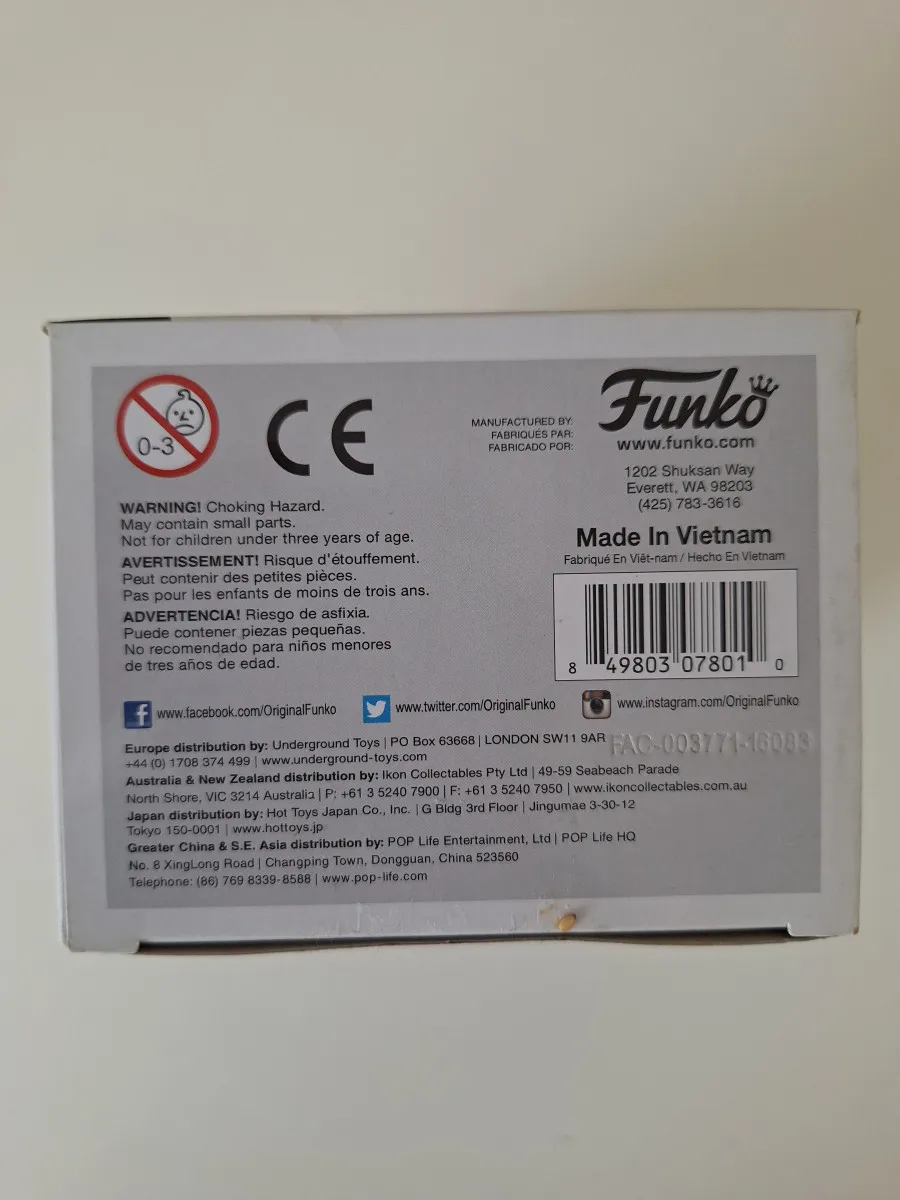 0-3
CE
MANUFACTURED BY:
FABRIQUÉS PAR:
FABRICADO POR:
Funko
www.funko.com
1202 Shuksan Way
Everett, WA 98203
(425) 783-3616
Made In Vietnam
Fabriqué En Viêt-nam / Hecho En Vietnam
8 49803 07801 0
WARNING! Choking Hazard.
May contain small parts.
Not for children under three years of age.
AVERTISSEMENT! Risque d'étouffement.
Peut contenir des petites pièces.
Pas pour les enfants de moins de trois ans.
ADVERTENCIA! Riesgo de asfixia.
Puede contener piezas pequeñas.
No recomendado para niños menores
de tres años de edad.
www.facebook.com/OriginalFunko
www.twitter.com/OriginalFunko
www.instagram.com/OriginalFunko
Europe distribution by: Underground Toys | PO Box 63668 | LONDON SW11 9AR
FAC-003771-16083
+44 (0) 1708 374 499 | www.underground-toys.com
Australia & New Zealand distribution by: Ikon Collectables Pty Ltd | 49-59 Seabeach Parade
North Shore, VIC 3214 Australia | P: +61 3 5240 7900 | F: +61 3 5240 7950 | www.ikoncollectables.com.au
Japan distribution by: Hot Toys Japan Co., Inc. | G Bldg 3rd Floor | Jingumae 3-30-12
Tokyo 150-0001 | www.hottoys.jp
Greater China & S.E. Asia distribution by: POP Life Entertainment, Ltd | POP Life HQ
No. 8 XingLong Road | Changping Town, Dongguan, China 523560
Telephone: (86) 769 8339-8588 | www.pop-life.com